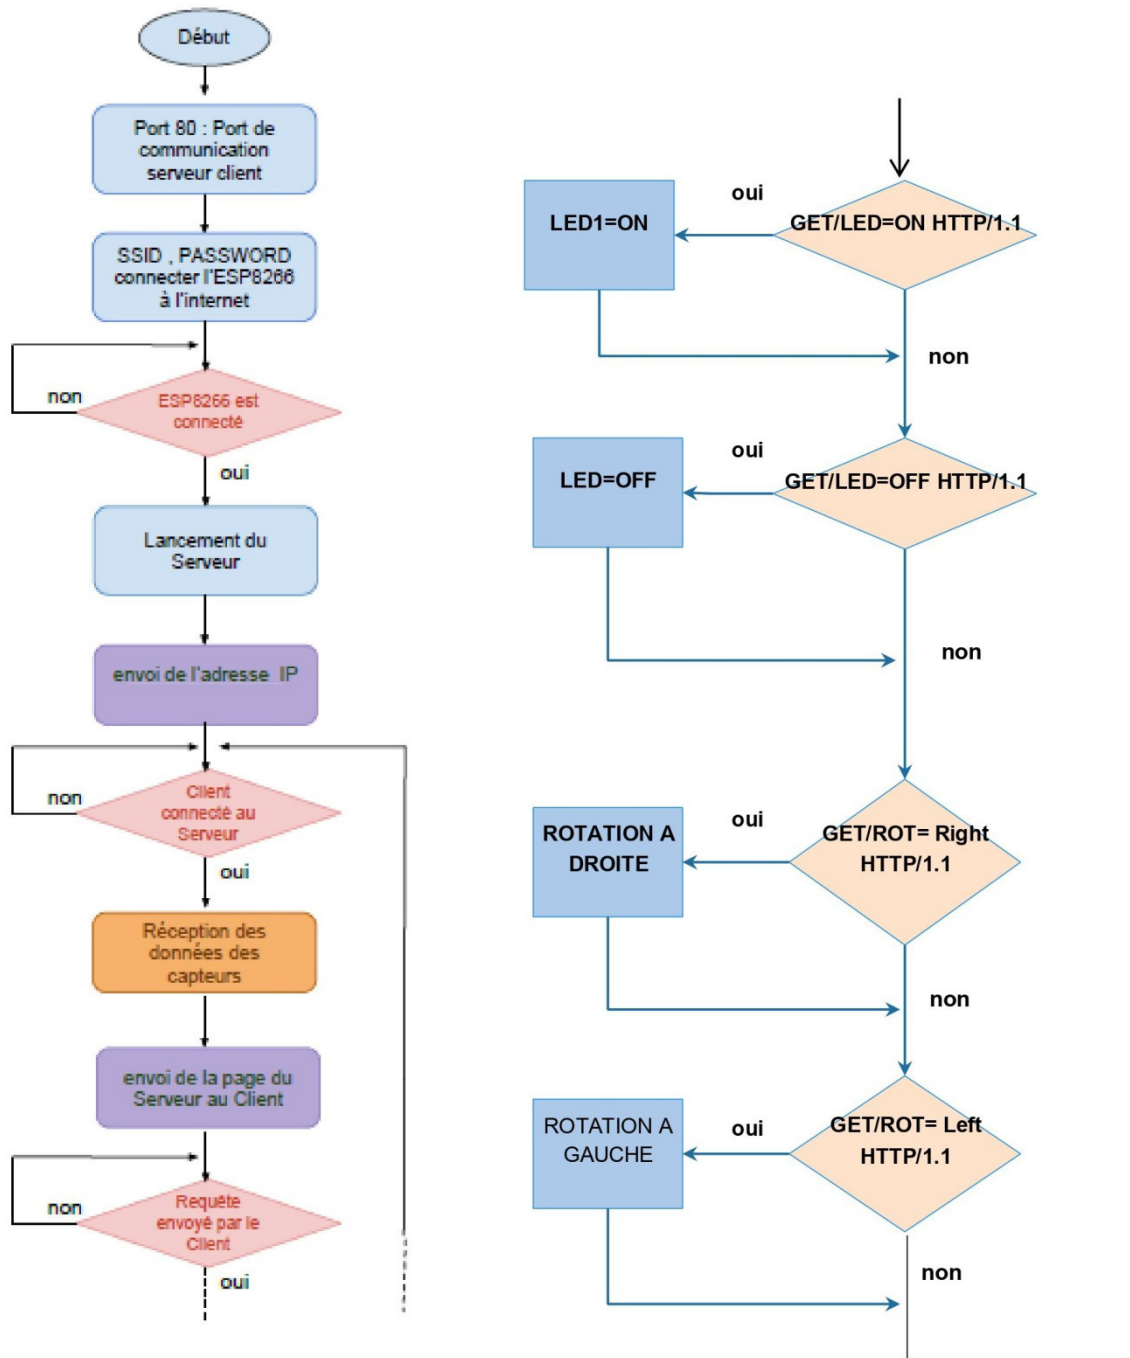 Début
Port 80 : Port de
communication
serveur client
SSID , PASSWORD
connecter l'ESP8266
à l'internet
non
ESP8266 est
connecté
oui
Lancement du
Serveur
envoi de l'adresse IP
non
Client
connecté au
Serveur
oui
Réception des
données des
capteurs
envoi de la page du
Serveur au Client
non
Requête
envoyé par le
Client
oui
oui
LED1=ON
GET/LED=ON HTTP/1.1
non
oui
LED=OFF
GET/LED=OFF HTTP/1.1
non
oui
ROTATION A
DROITE
GET/ROT= Right
HTTP/1.1
non
oui
ROTATION A
GAUCHE
GET/ROT= Left
HTTP/1.1
non